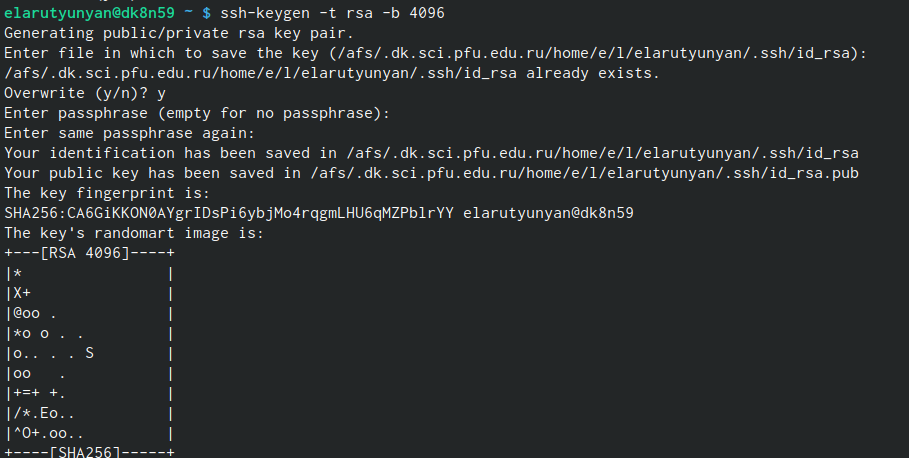 elarutyunyan@dk8n59 ~ $ ssh-keygen -t rsa -b 4096
Generating public/private rsa key pair.
Enter file in which to save the key (/afs/.dk.sci.pfu.edu.ru/home/e/l/elarutyunyan/.ssh/id_rsa):
/afs/.dk.sci.pfu.edu.ru/home/e/l/elarutyunyan/.ssh/id_rsa already exists.
Overwrite (y/n)? y
Enter passphrase (empty for no passphrase):
Enter same passphrase again:
Your identification has been saved in /afs/.dk.sci.pfu.edu.ru/home/e/l/elarutyunyan/.ssh/id_rsa
Your public key has been saved in /afs/.dk.sci.pfu.edu.ru/home/e/l/elarutyunyan/.ssh/id_rsa.pub
The key fingerprint is:
SHA256:CA6GiKKON0AYgrIDsPi6ybjMo4rqgmLHU6qMZPblrYY elarutyunyan@dk8n59
The key's randomart image is:
+---[RSA 4096]----+
|*                |
|X+               |
|@oo .            |
|*o o . .         |
|o.. . . S        |
|oo   .           |
|+=+ +.           |
|/*.Eo..          |
|^O+.oo..         |
+----[SHA256]-----+